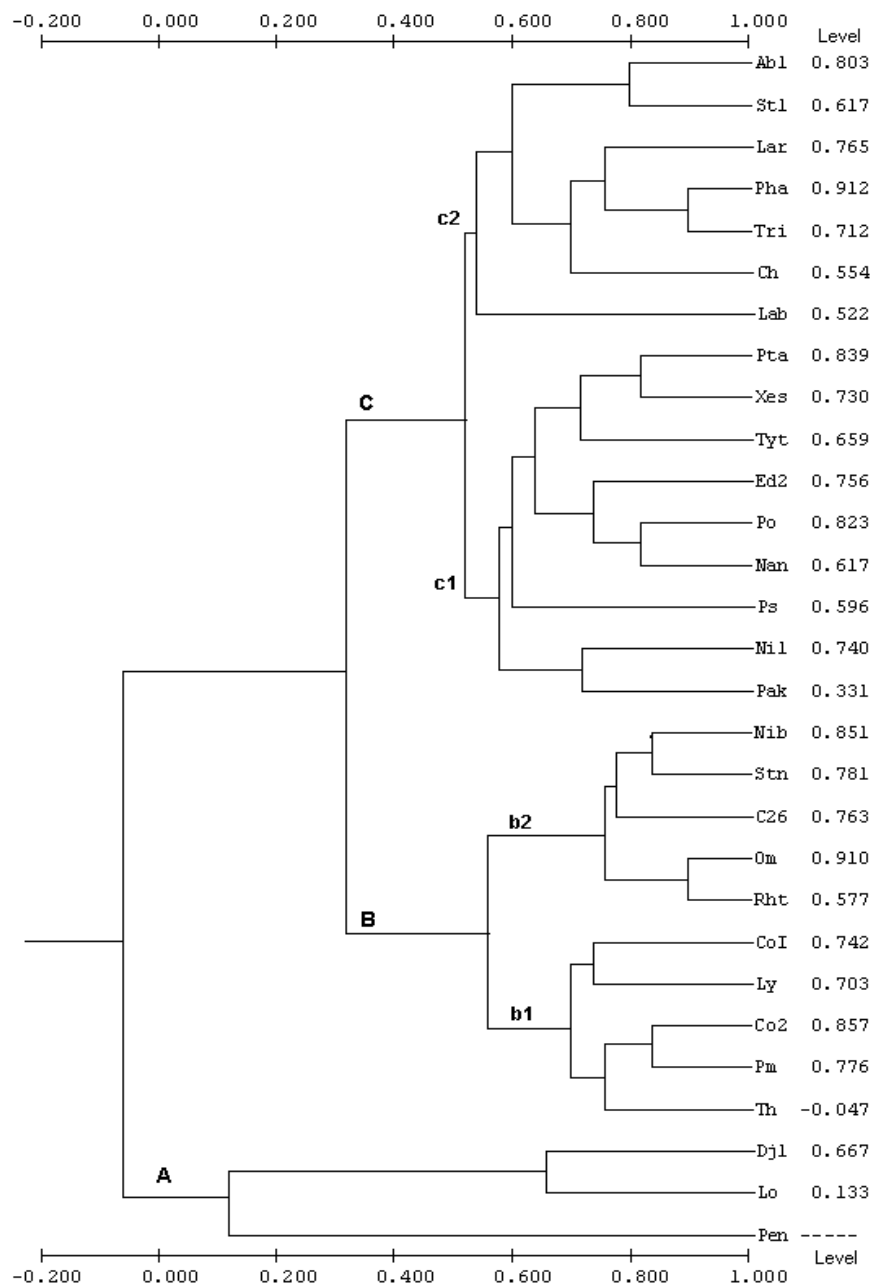 -0.200 0.000 0.200 0.400 0.600 0.800 1.000
Level
Abl 0.803
Stl 0.617
Lar 0.765
Pha 0.912
c2
Tri 0.712
Ch 0.554
Lab 0.522
Pta 0.839
Xes 0.730
C
Tyt 0.659
Ed2 0.756
Po 0.823
Nan 0.617
c1
Ps 0.596
Nil 0.740
Pak 0.331
Nib 0.851
Stn 0.781
C26 0.763
b2
Om 0.910
Rht 0.577
B
CoI 0.742
Ly 0.703
b1
Co2 0.857
Pm 0.776
Th -0.047
Djl 0.667
A
Lo 0.133
Pen -----
Level
-0.200 0.000 0.200 0.400 0.600 0.800 1.000